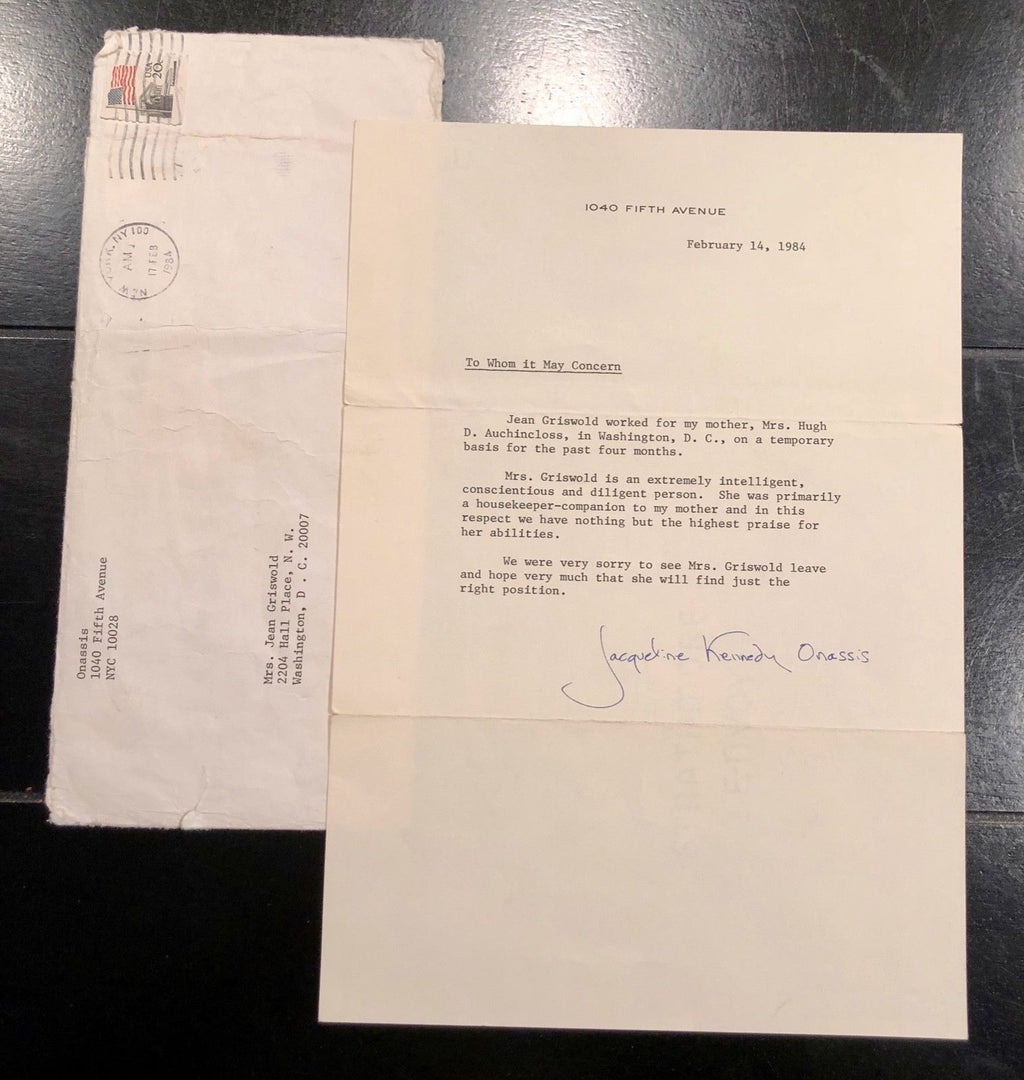 USA 20c
NEW YORK, NY 100
AM
17 FEB
1984
Onassis
1040 Fifth Avenue
NYC 10028
Mrs. Jean Griswold
2204 Hall Place, N. W.
Washington, D . C. 20007
1040 FIFTH AVENUE
February 14, 1984
To Whom it May Concern
Jean Griswold worked for my mother, Mrs. Hugh
D. Auchincloss, in Washington, D. C., on a temporary
basis for the past four months.
Mrs. Griswold is an extremely intelligent,
conscientious and diligent person.  She was primarily
a housekeeper-companion to my mother and in this
respect we have nothing but the highest praise for
her abilities.
We were very sorry to see Mrs. Griswold leave
and hope very much that she will find just the
right position.
Jacqueline Kennedy Onassis